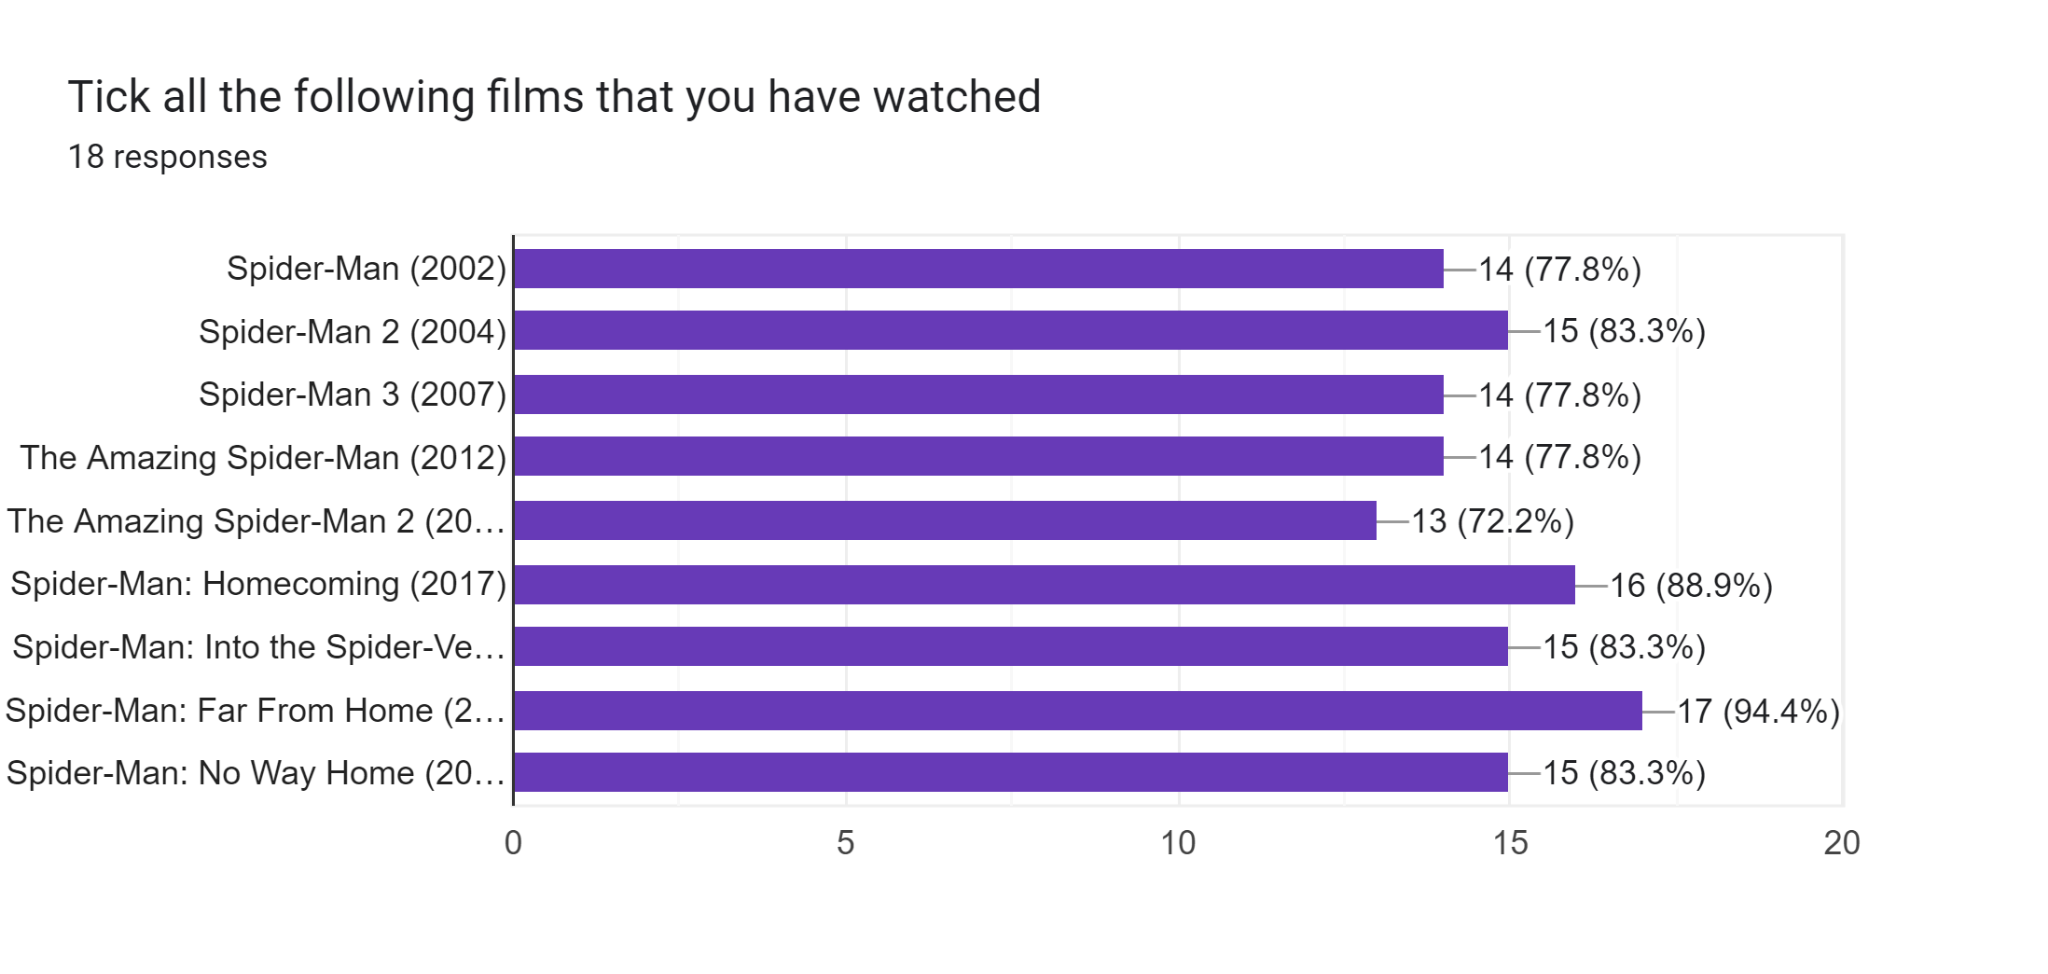 Tick all the following films that you have watched
18 responses
Spider-Man (2002) 14 (77.8%)
Spider-Man 2 (2004) 15 (83.3%)
Spider-Man 3 (2007) 14 (77.8%)
The Amazing Spider-Man (2012) 14 (77.8%)
The Amazing Spider-Man 2 (20… 13 (72.2%)
Spider-Man: Homecoming (2017) 16 (88.9%)
Spider-Man: Into the Spider-Ve… 15 (83.3%)
Spider-Man: Far From Home (2… 17 (94.4%)
Spider-Man: No Way Home (20… 15 (83.3%)
0 5 10 15 20